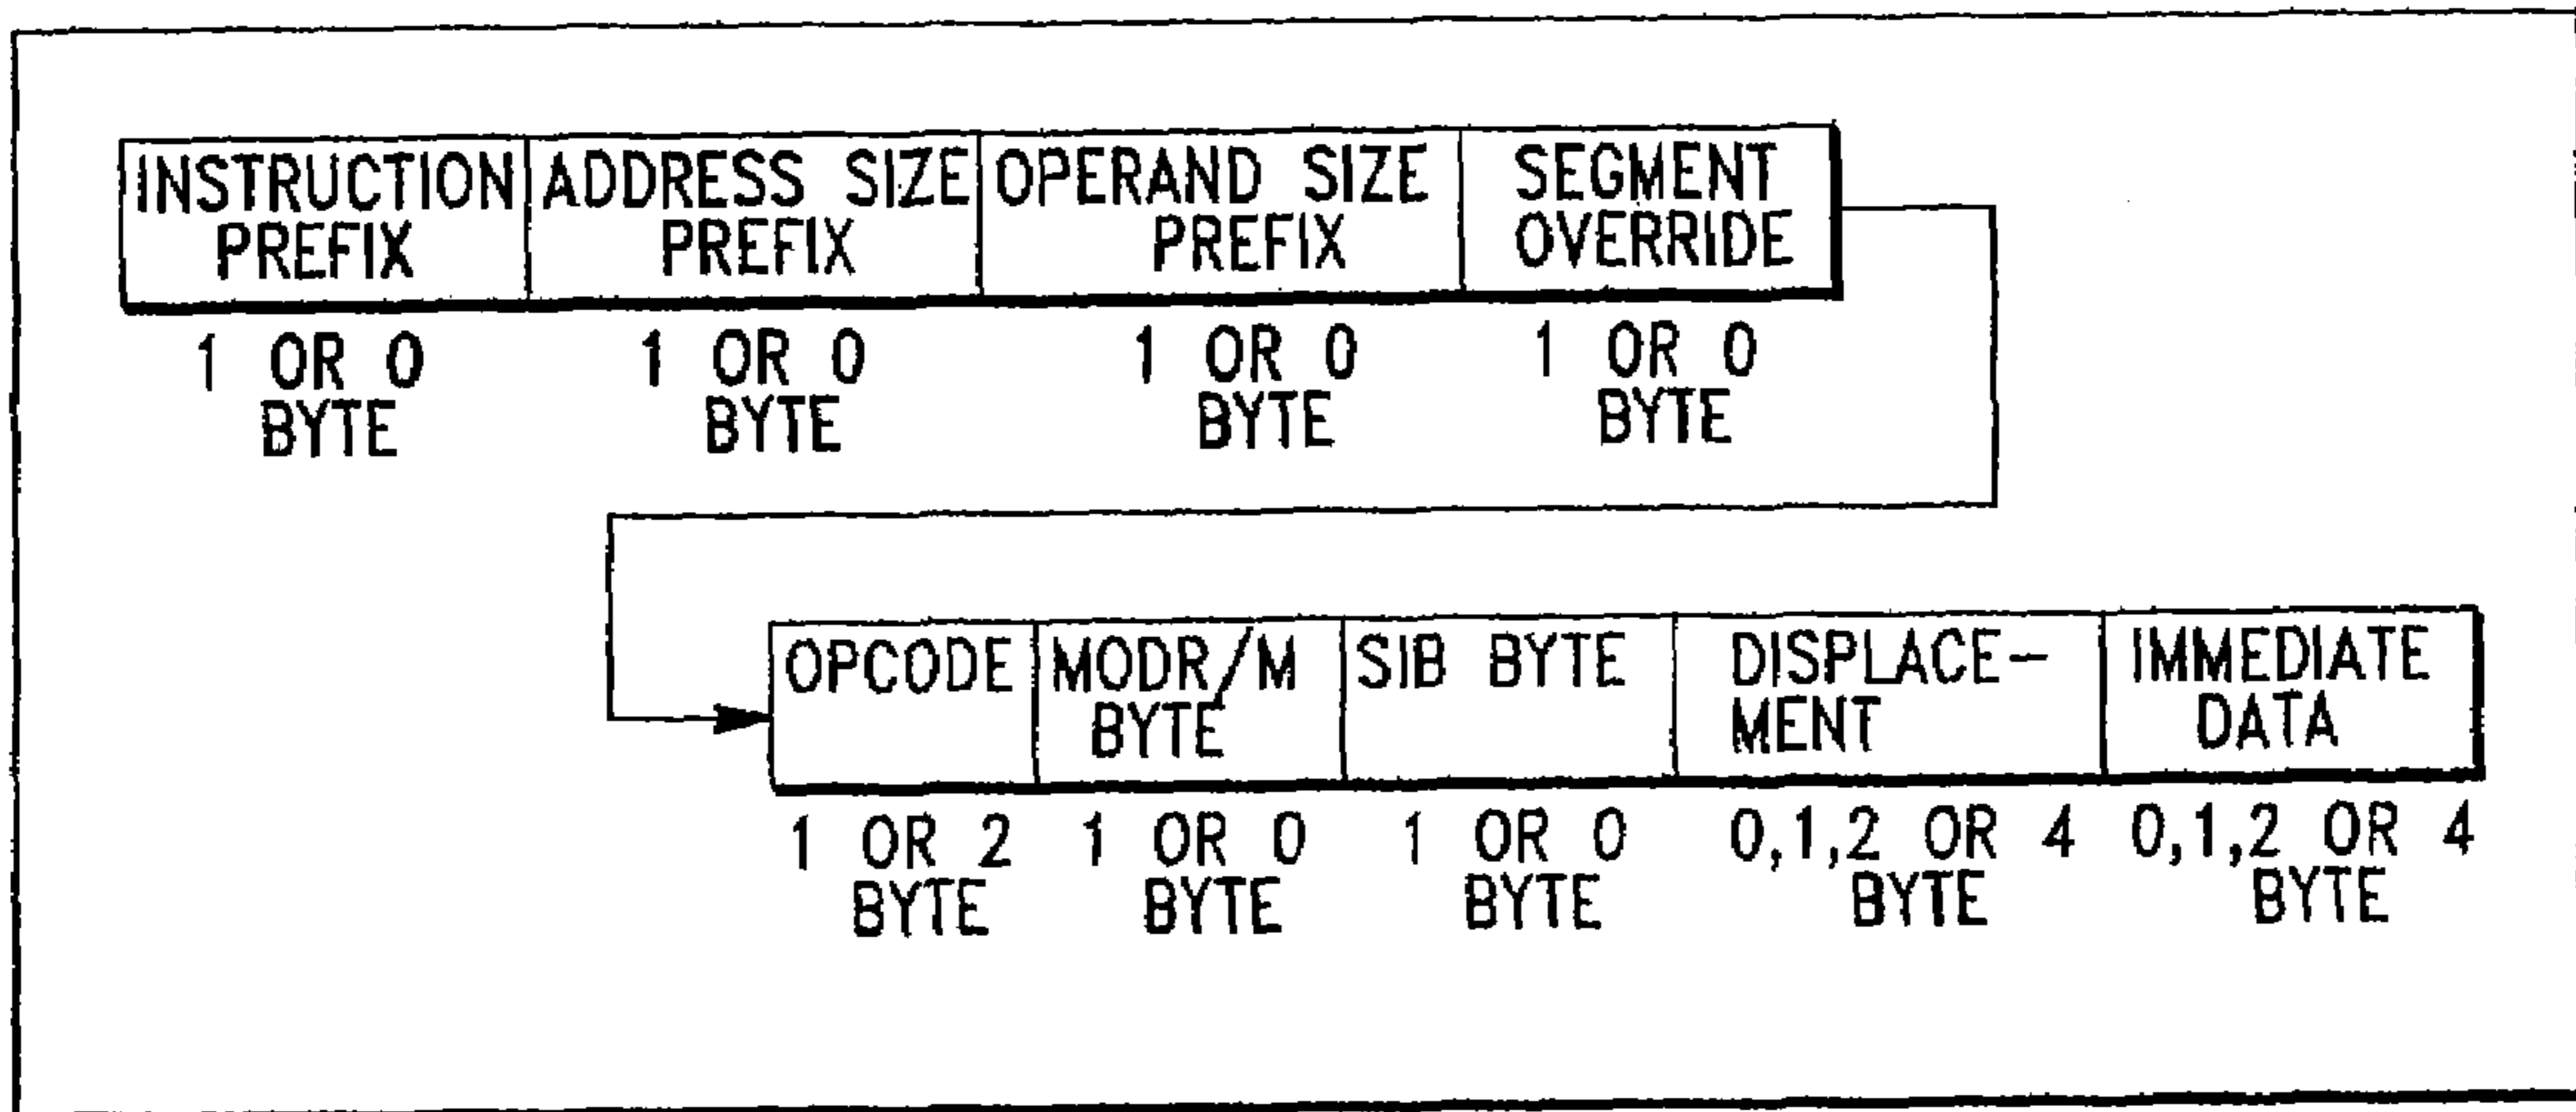 INSTRUCTION PREFIX
ADDRESS SIZE PREFIX
OPERAND SIZE PREFIX
SEGMENT OVERRIDE
1 OR 0 BYTE
1 OR 0 BYTE
1 OR 0 BYTE
1 OR 0 BYTE
OPCODE
MODR/M BYTE
SIB BYTE
DISPLACE-
MENT
IMMEDIATE DATA
1 OR 2 BYTE
1 OR 0 BYTE
1 OR 0 BYTE
0,1,2 OR 4 BYTE
0,1,2 OR 4 BYTE